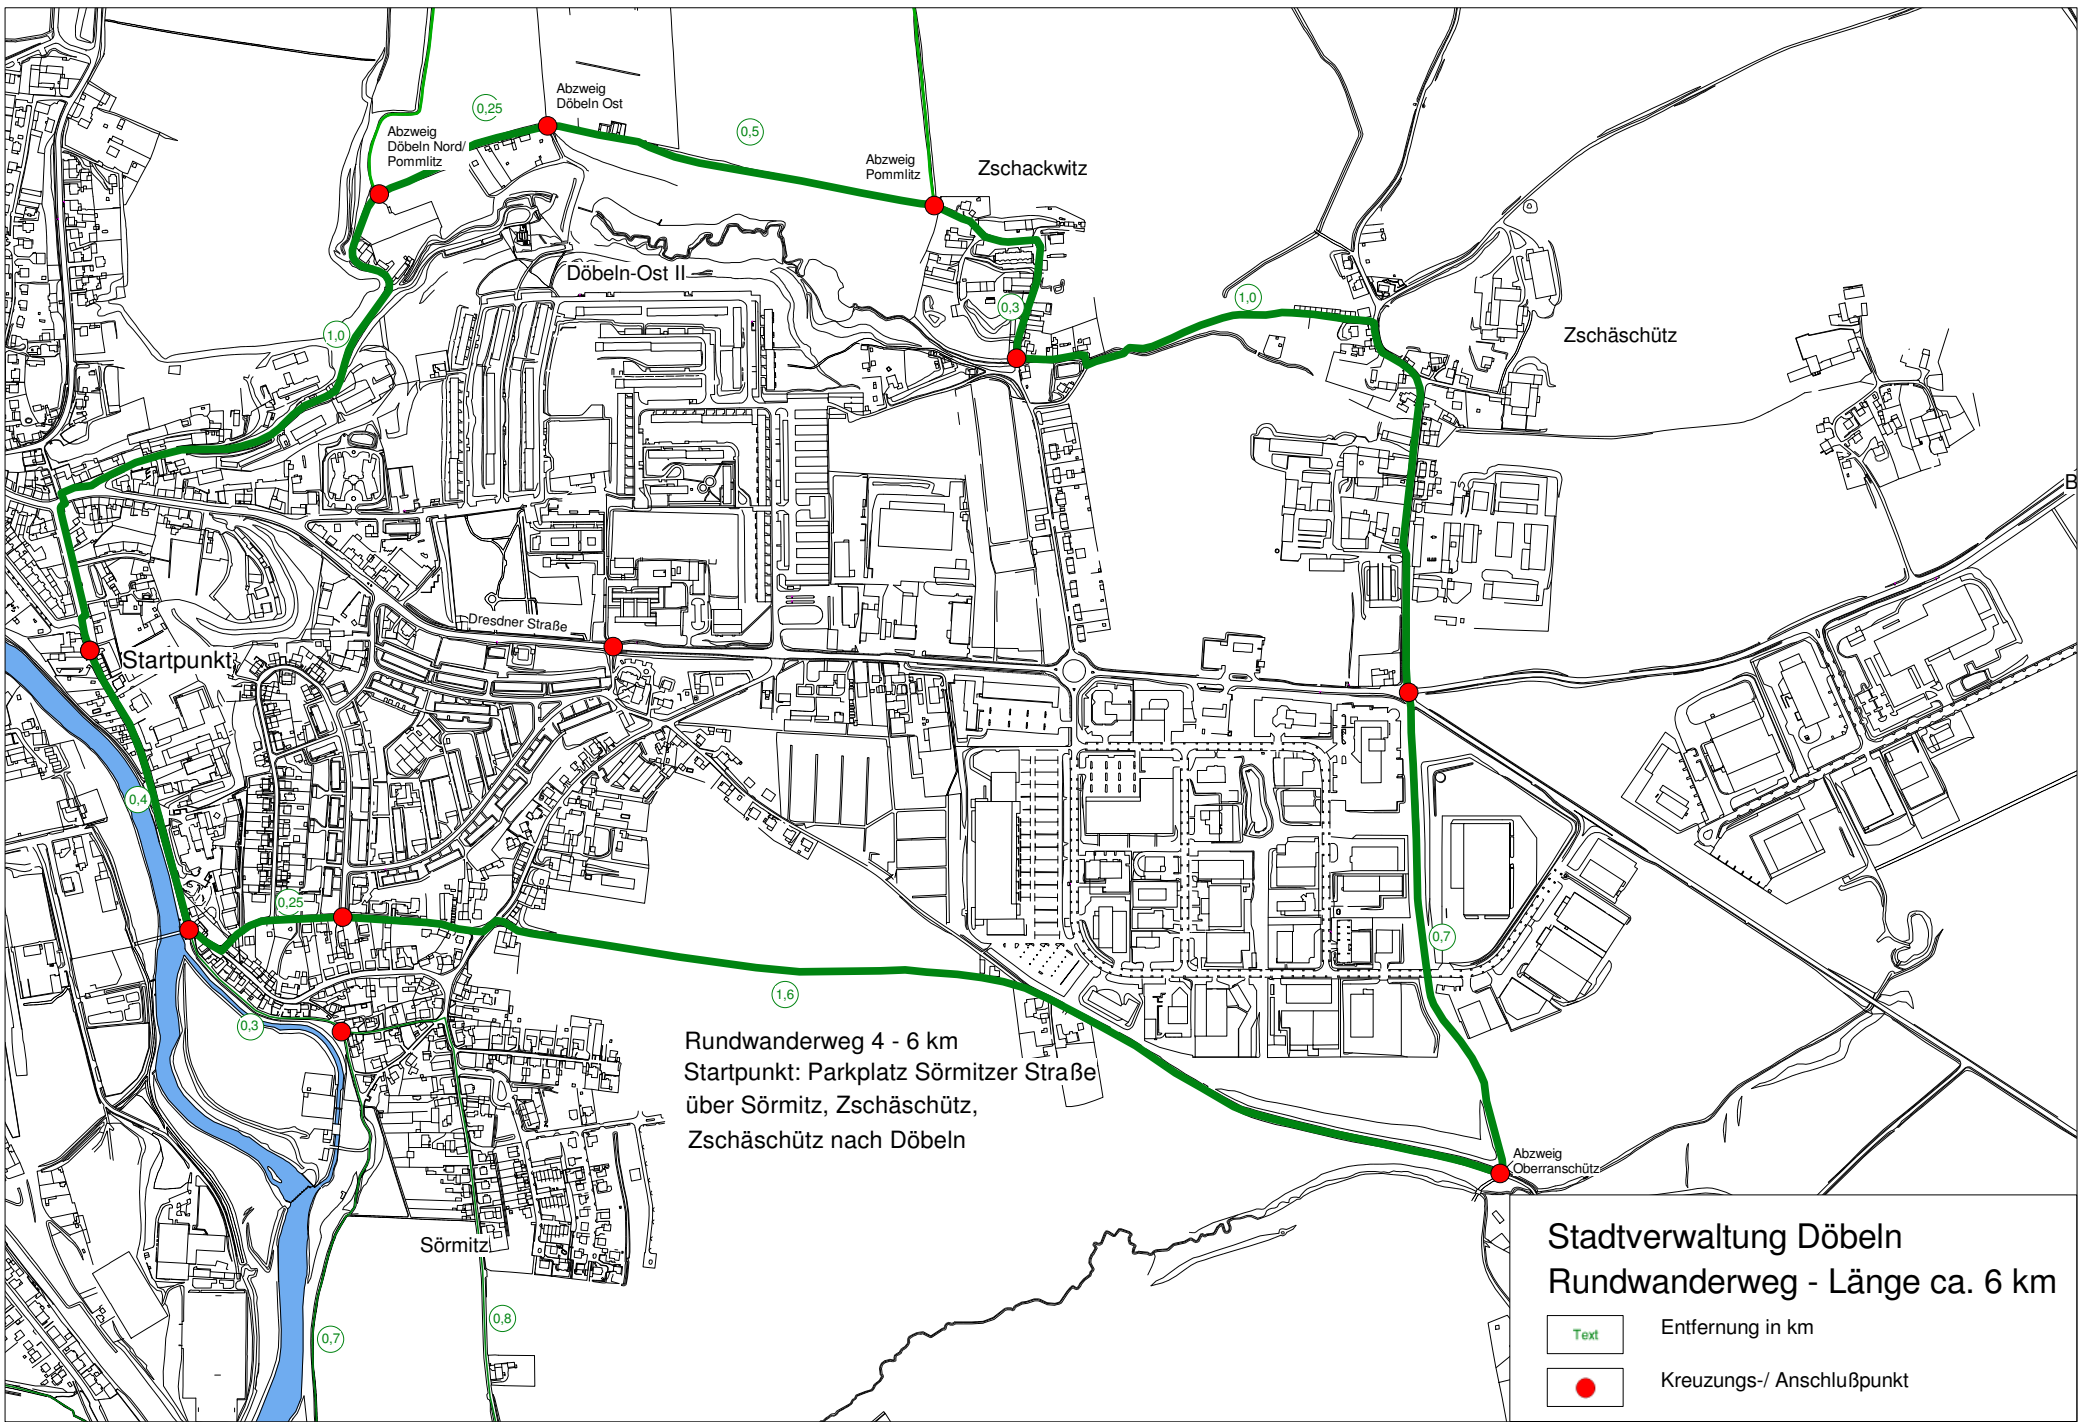 0,25
Abzweig
Döbeln Ost
0,5
Abzweig
Döbeln Nord/
Pommlitz
Abzweig
Pommlitz
Zschackwitz
Döbeln-Ost II
0,3
1,0
1,0
Zschäschütz
B
Dresdner Straße
Startpunkt
0,4
0,25
0,7
1,6
0,3
Rundwanderweg 4 - 6 km
Startpunkt: Parkplatz Sörmitzer Straße
über Sörmitz, Zschäschütz,
Zschäschütz nach Döbeln
Abzweig
Oberranschütz
Sörmitz
0,8
0,7
Stadtverwaltung Döbeln
Rundwanderweg - Länge ca. 6 km
Text
Entfernung in km
Kreuzungs-/ Anschlußpunkt